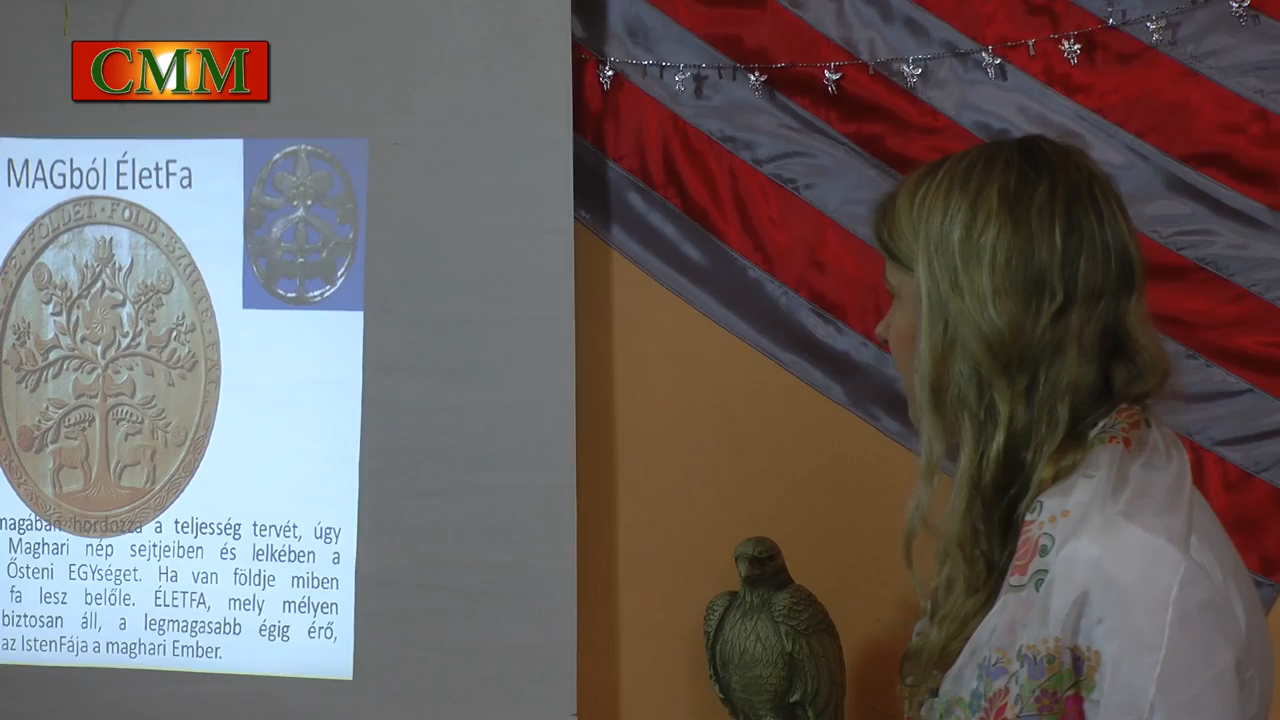 CMM
MAGból ÉletFa
FÖLDET · FÖLD ·
magában hordozza a teljesség tervét, úgy
Maghari nép sejtjeiben és lelkében a
Ősteni EGYséget. Ha van földje miben
fa lesz belőle. ÉLETFA, mely mélyen
biztosan áll, a legmagasabb égig érő,
az IstenFája a maghari Ember.